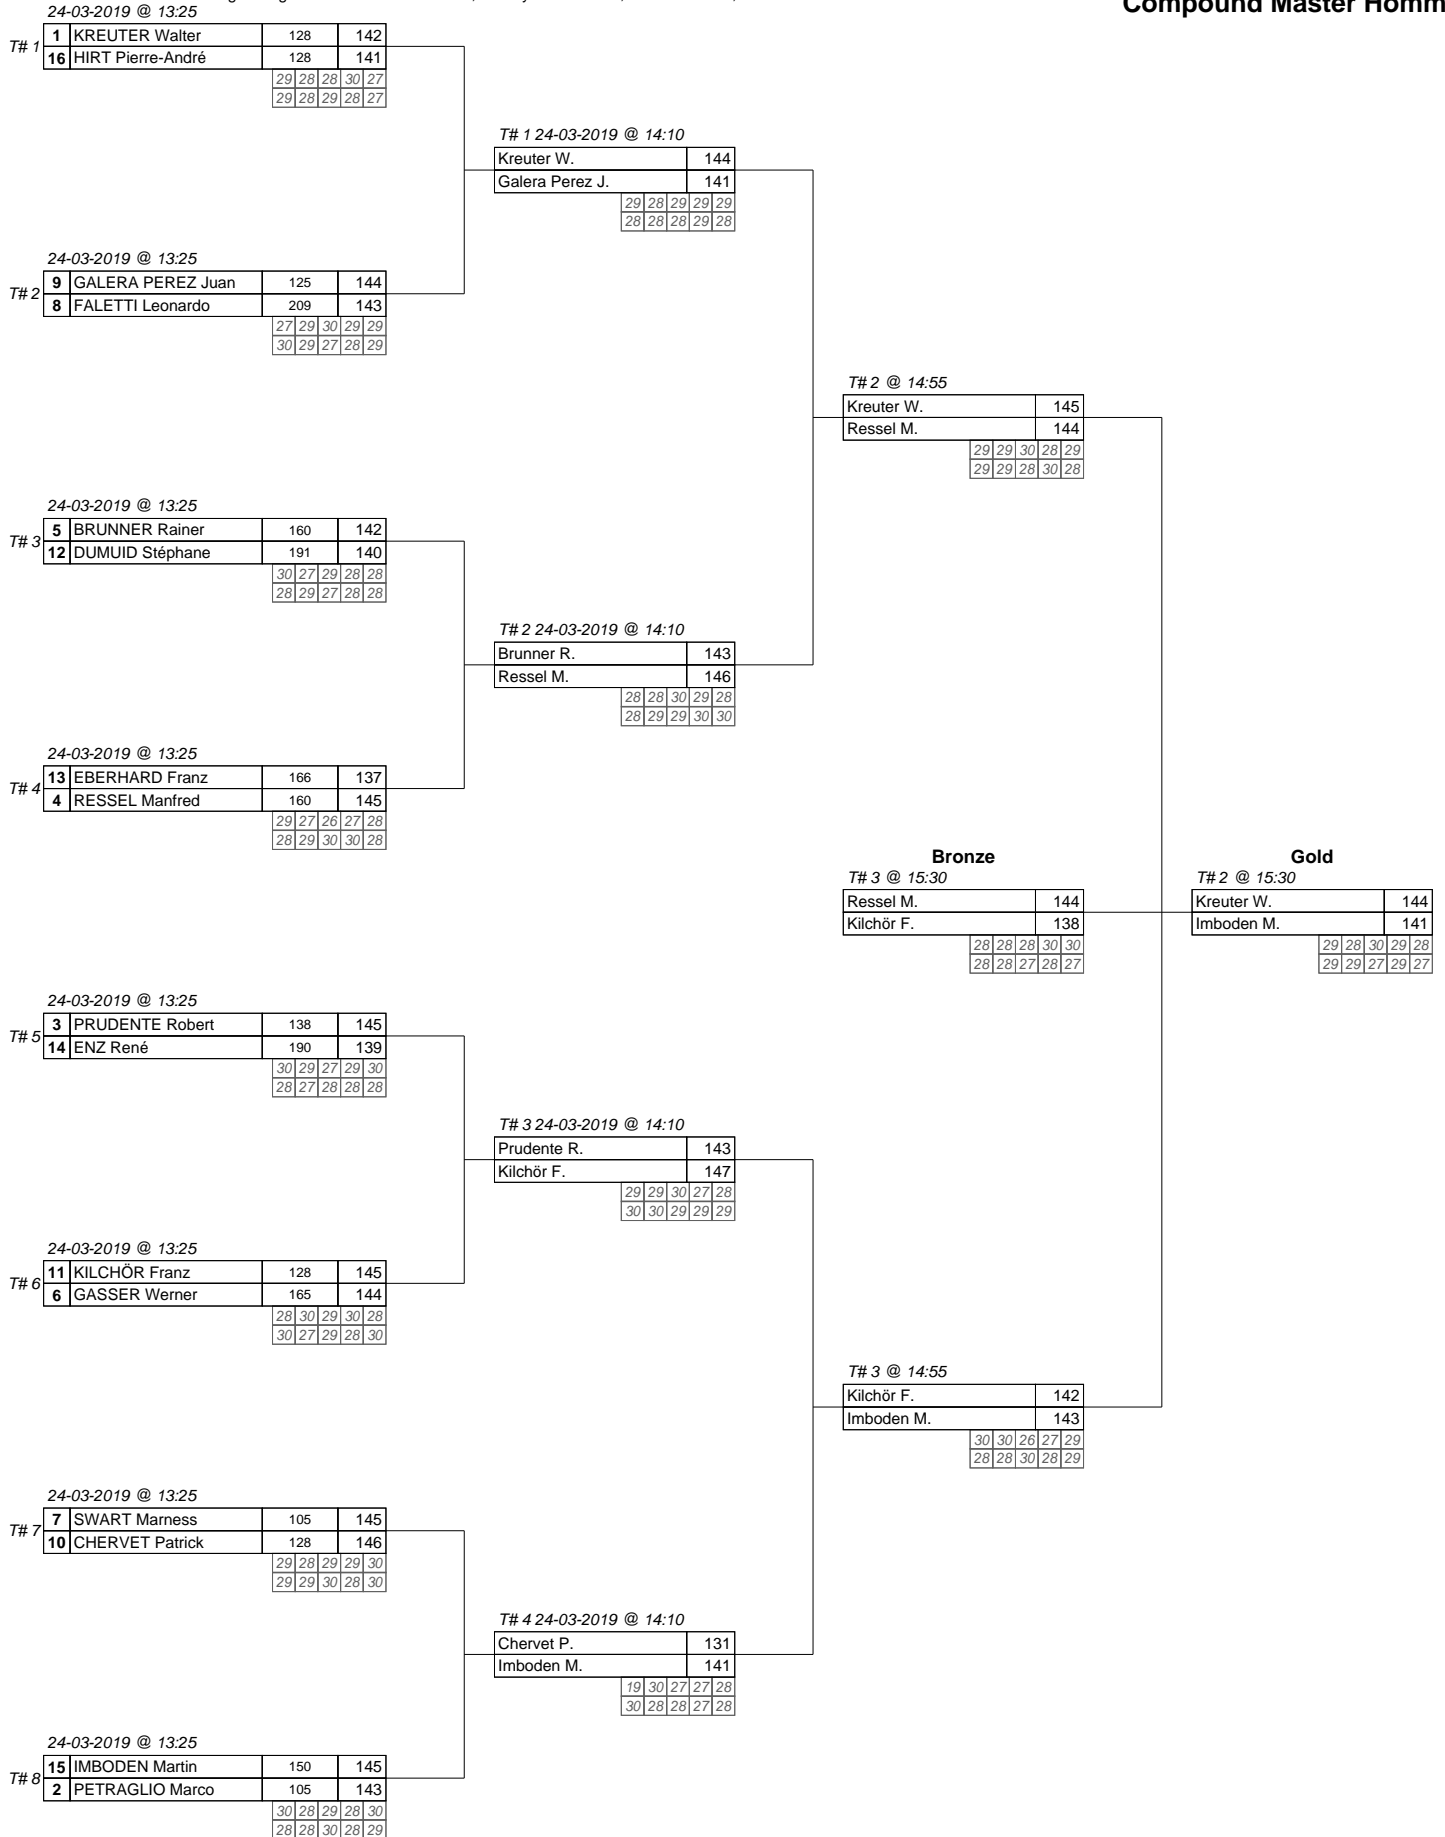 Compound Master Homm
24-03-2019 @ 13:25
T# 1
1 KREUTER Walter 128 142
16 HIRT Pierre-André 128 141
29 28 28 30 27
29 28 29 28 27
T# 1 24-03-2019 @ 14:10
Kreuter W. 144
Galera Perez J. 141
29 28 29 29 29
28 28 28 29 28
24-03-2019 @ 13:25
T# 2
9 GALERA PEREZ Juan 125 144
8 FALETTI Leonardo 209 143
27 29 30 29 29
30 29 27 28 29
T# 2 @ 14:55
Kreuter W. 145
Ressel M. 144
29 29 30 28 29
29 29 28 30 28
24-03-2019 @ 13:25
T# 3
5 BRUNNER Rainer 160 142
12 DUMUID Stéphane 191 140
30 27 29 28 28
28 29 27 28 28
T# 2 24-03-2019 @ 14:10
Brunner R. 143
Ressel M. 146
28 28 30 29 28
28 29 29 30 30
24-03-2019 @ 13:25
T# 4
13 EBERHARD Franz 166 137
4 RESSEL Manfred 160 145
29 27 26 27 28
28 29 30 30 28
Bronze
T# 3 @ 15:30
Ressel M. 144
Kilchör F. 138
28 28 28 30 30
28 28 27 28 27
Gold
T# 2 @ 15:30
Kreuter W. 144
Imboden M. 141
29 28 30 29 28
29 29 27 29 27
24-03-2019 @ 13:25
T# 5
3 PRUDENTE Robert 138 145
14 ENZ René 190 139
30 29 27 29 30
28 27 28 28 28
T# 3 24-03-2019 @ 14:10
Prudente R. 143
Kilchör F. 147
29 29 30 27 28
30 30 29 29 29
24-03-2019 @ 13:25
T# 6
11 KILCHÖR Franz 128 145
6 GASSER Werner 165 144
28 30 29 30 28
30 27 29 28 30
T# 3 @ 14:55
Kilchör F. 142
Imboden M. 143
30 30 26 27 29
28 28 30 28 29
24-03-2019 @ 13:25
T# 7
7 SWART Marness 105 145
10 CHERVET Patrick 128 146
29 28 29 29 30
29 29 30 28 30
T# 4 24-03-2019 @ 14:10
Chervet P. 131
Imboden M. 141
19 30 27 27 28
30 28 28 27 28
24-03-2019 @ 13:25
T# 8
15 IMBODEN Martin 150 145
2 PETRAGLIO Marco 105 143
30 28 29 28 30
28 28 30 28 29